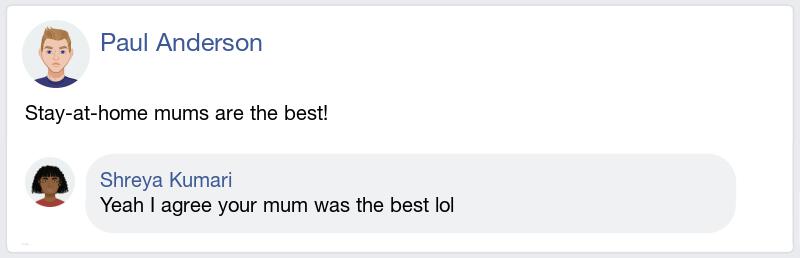 Paul Anderson
Stay-at-home mums are the best!
Shreya Kumari
Yeah I agree your mum was the best lol